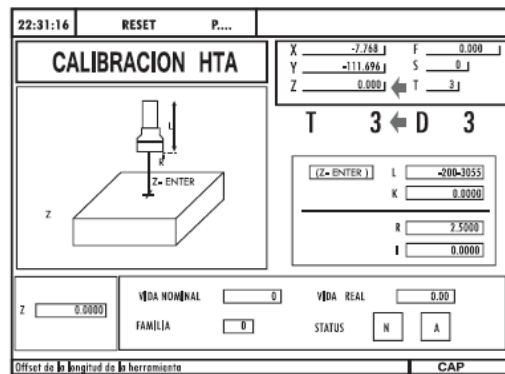 22:31:16 RESET P....
CALIBRACION HTA
X -7.768 F 0.000
Y -111.696 S 0
Z 0.000 T 3
T 3 D 3
L
R
Z- ENTER
Z
(Z- ENTER ) L -200-3055
K 0.0000
R 2.5000
I 0.0000
Z 0.0000
VIDA NOMINAL 0 VIDA REAL 0.00
FAMILIA 0 STATUS N A
Offset de la longitud de la herramienta CAP